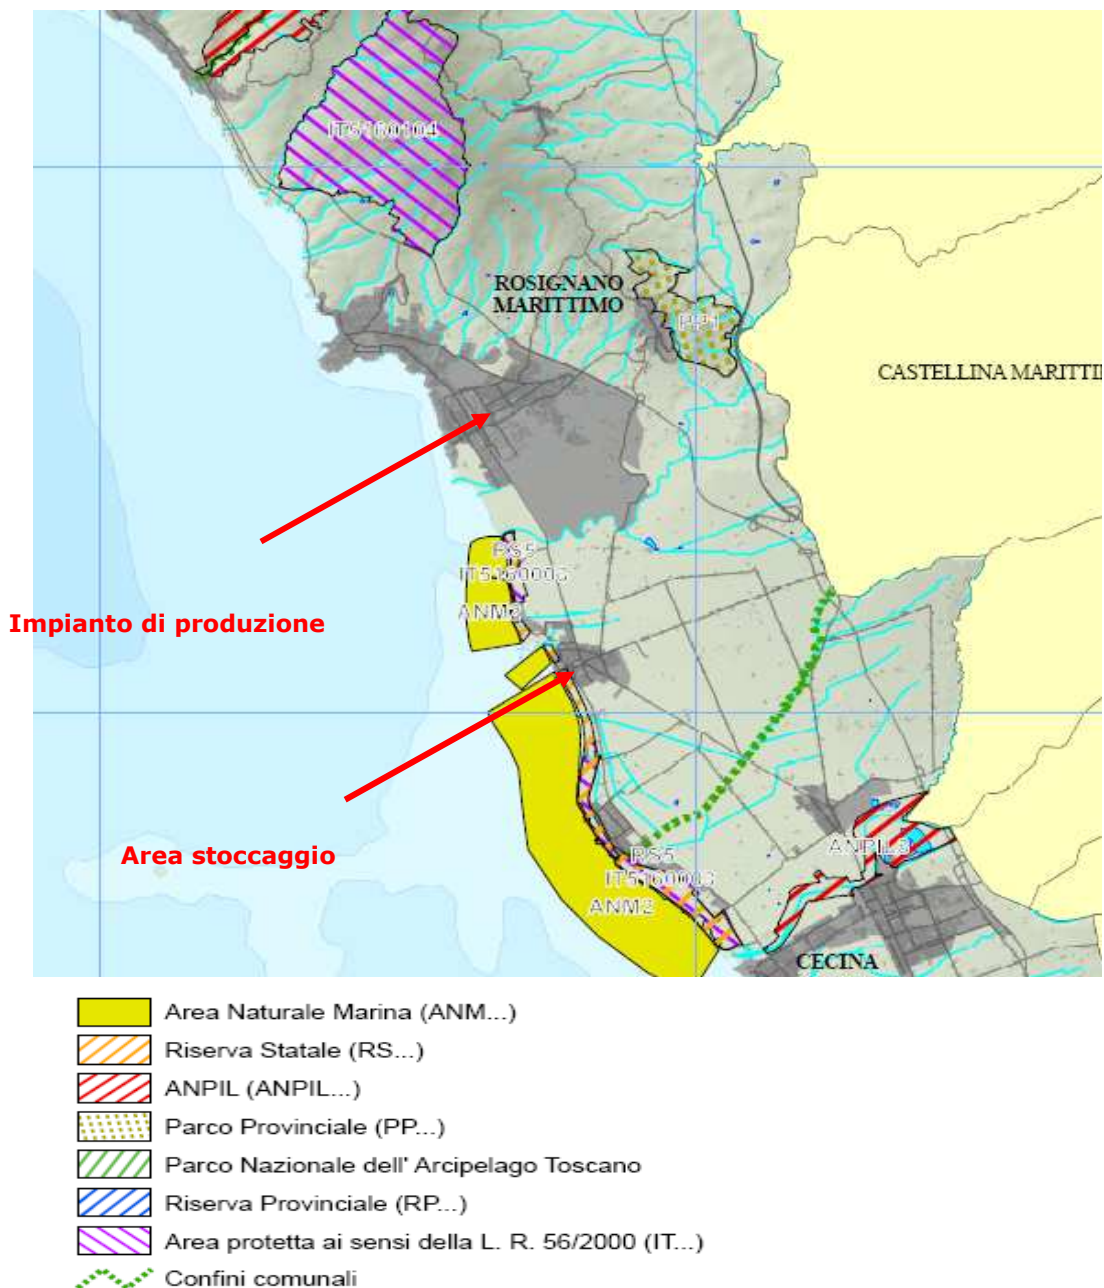 IT5160104
ROSIGNANO
MARITTIMO
PP1
CASTELLINA MARITTI
RS5
IT5160003
ANM2
Impianto di produzione
Area stoccaggio
RS5
IT5160003
ANM2
ANPIL3
CECINA
Area Naturale Marina (ANM...)
Riserva Statale (RS...)
ANPIL (ANPIL...)
Parco Provinciale (PP...)
Parco Nazionale dell' Arcipelago Toscano
Riserva Provinciale (RP...)
Area protetta ai sensi della L. R. 56/2000 (IT...)
Confini comunali